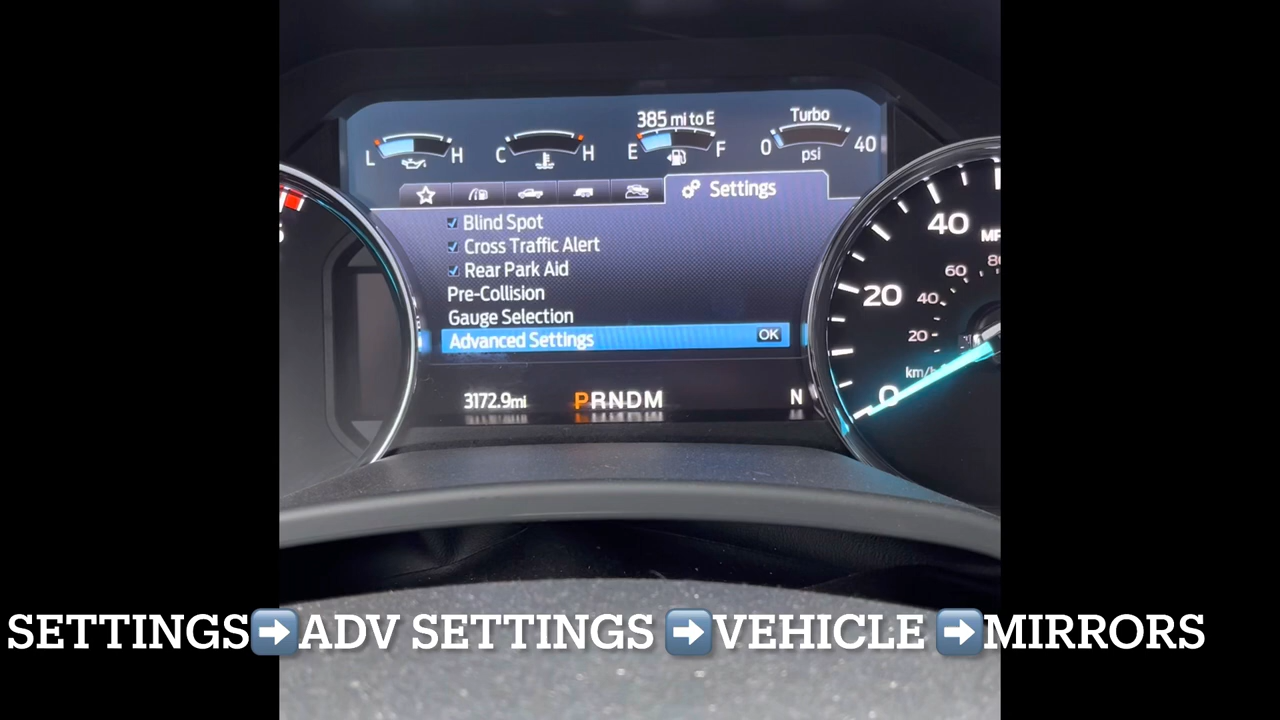 385 mi to E
Turbo
L H C H E F 0 40
psi
Settings
Blind Spot
Cross Traffic Alert
Rear Park Aid
Pre-Collision
Gauge Selection
Advanced Settings OK
3172.9mi PRNDM N
40
60
20 40
20
km/h
0
SETTINGS➡️ADV SETTINGS ➡️VEHICLE ➡️MIRRORS